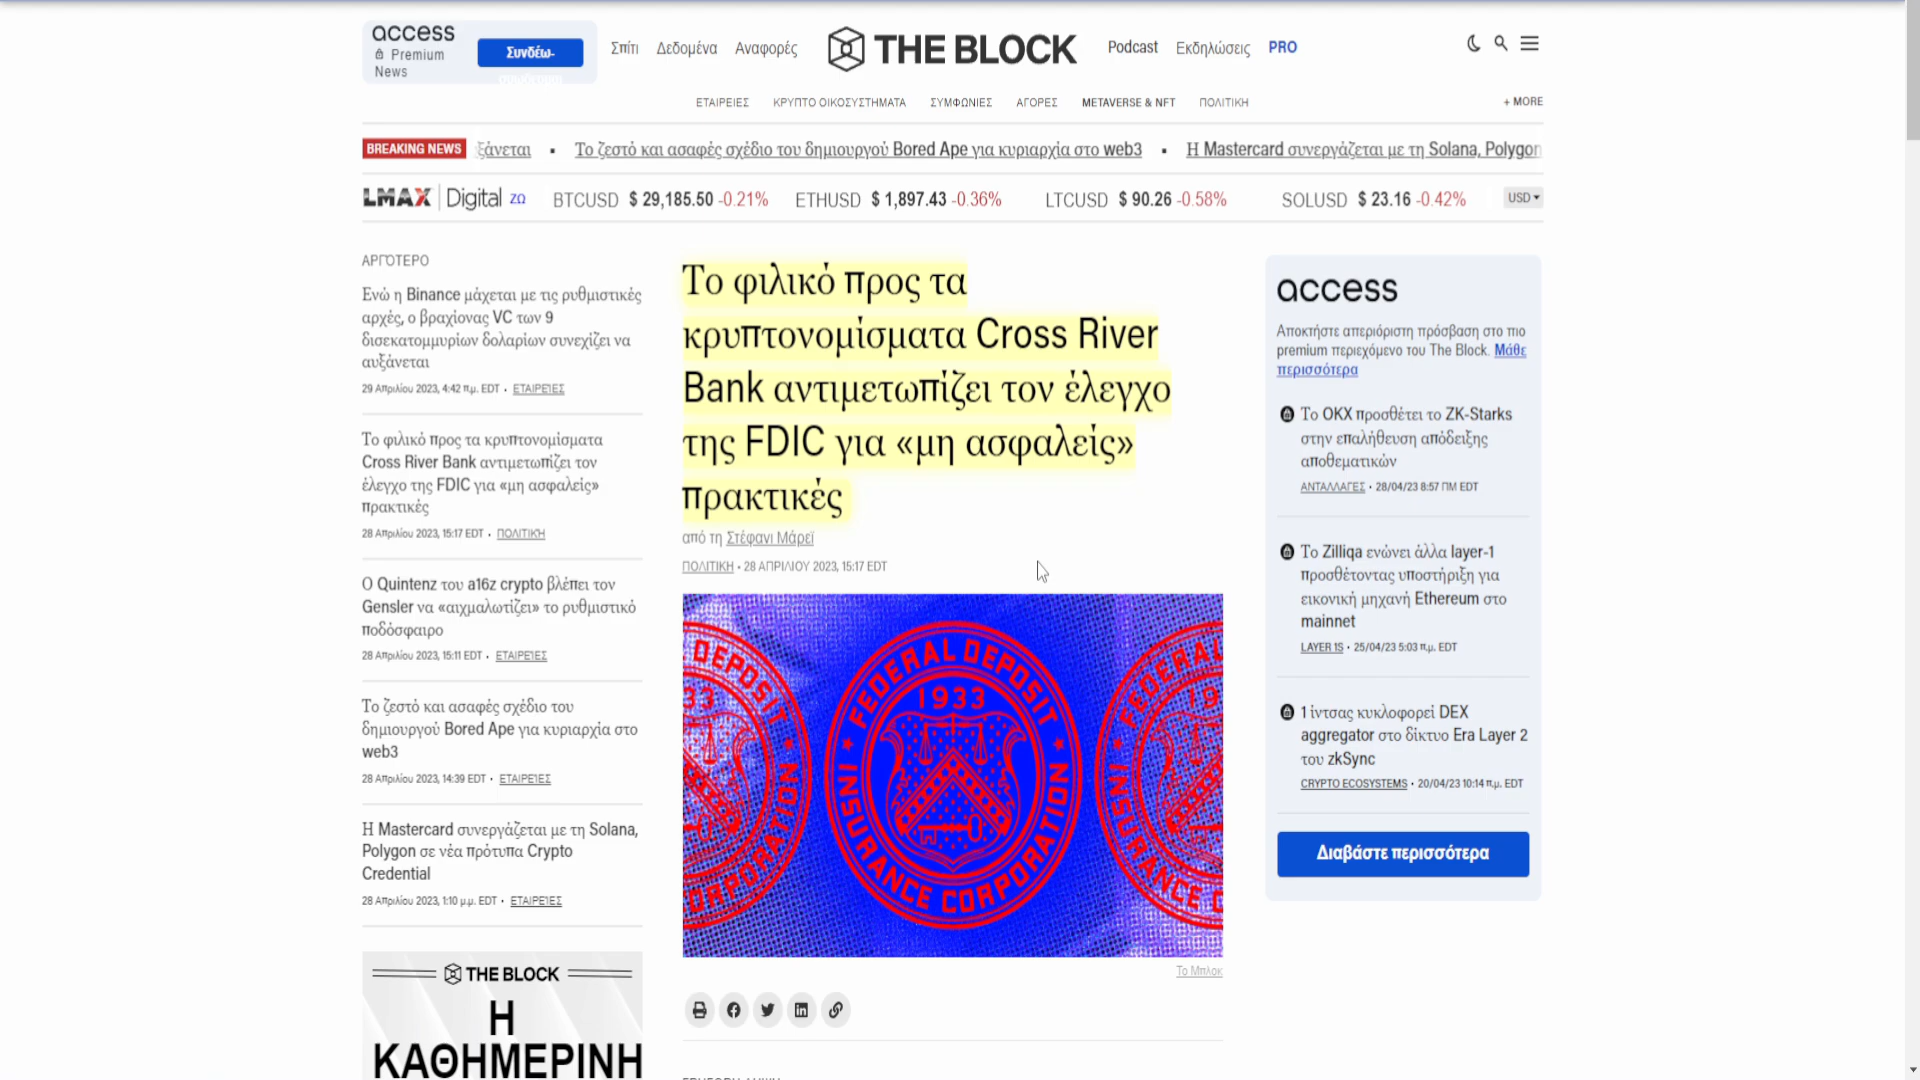 access
Premium
News
Συνδέω-
Σπίτι
Δεδομένα
Αναφορές
THE BLOCK
Podcast
Εκδηλώσεις
PRO
ΕΤΑΙΡΕΙΕΣ
ΚΡΥΠΤΟ ΟΙΚΟΣΥΣΤΗΜΑΤΑ
ΣΥΜΦΩΝΙΕΣ
ΑΓΟΡΕΣ
METAVERSE & NFT
ΠΟΛΙΤΙΚΗ
+ MORE
BREAKING NEWS
ξάνεται ▪ Το ζεστό και ασαφές σχέδιο του δημιουργού Bored Ape για κυριαρχία στο web3 ▪ Η Mastercard συνεργάζεται με τη Solana, Polygon
LMAX Digital ζω
BTCUSD $ 29,185.50 -0.21%
ETHUSD $ 1,897.43 -0.36%
LTCUSD $ 90.26 -0.58%
SOLUSD $ 23.16 -0.42%
USD
ΑΡΓΌΤΕΡΟ
Ενώ η Binance μάχεται με τις ρυθμιστικές
αρχές, ο βραχίονας VC των 9
δισεκατομμυρίων δολαρίων συνεχίζει να
αυξάνεται
29 Απριλίου 2023, 4:42 π.μ. EDT • ΕΤΑΙΡΕΊΕΣ
Το φιλικό προς τα κρυπτονομίσματα
Cross River Bank αντιμετωπίζει τον
έλεγχο της FDIC για «μη ασφαλείς»
πρακτικές
28 Απριλίου 2023, 15:17 EDT • ΠΟΛΙΤΙΚΉ
Ο Quintenz του a16z crypto βλέπει τον
Gensler να «αιχμαλωτίζει» το ρυθμιστικό
ποδόσφαιρο
28 Απριλίου 2023, 15:11 EDT • ΕΤΑΙΡΕΊΕΣ
Το ζεστό και ασαφές σχέδιο του
δημιουργού Bored Ape για κυριαρχία στο
web3
28 Απριλίου 2023, 14:39 EDT • ΕΤΑΙΡΕΊΕΣ
Η Mastercard συνεργάζεται με τη Solana,
Polygon σε νέα πρότυπα Crypto
Credential
28 Απριλίου 2023, 1:10 μ.μ. EDT • ΕΤΑΙΡΕΊΕΣ
THE BLOCK
Η
ΚΑΘΗΜΕΡΙΝΗ
Το φιλικό προς τα
κρυπτονομίσματα Cross River
Bank αντιμετωπίζει τον έλεγχο
της FDIC για «μη ασφαλείς»
πρακτικές
από τη Στέφανι Μάρεϊ
ΠΟΛΙΤΙΚΗ • 28 ΑΠΡΙΛΙΟΥ 2023, 15:17 EDT
FEDERAL DEPOSIT
1933
INSURANCE CORPORATION
Το Μπλοκ
access
Αποκτήστε απεριόριστη πρόσβαση στο πιο
premium περιεχόμενο του The Block. Μάθε
περισσότερα
Το OKX προσθέτει το ZK-Starks
στην επαλήθευση απόδειξης
αποθεματικών
ΑΝΤΑΛΛΑΓΕΣ • 28/04/23 8:57 ΠΜ EDT
Το Zilliqa ενώνει άλλα layer-1
προσθέτοντας υποστήριξη για
εικονική μηχανή Ethereum στο
mainnet
LAYER 1S • 25/04/23 5:03 π.μ. EDT
1 ίντσας κυκλοφορεί DEX
aggregator στο δίκτυο Era Layer 2
του zkSync
CRYPTO ECOSYSTEMS • 20/04/23 10:14 π.μ. EDT
Διαβάστε περισσότερα